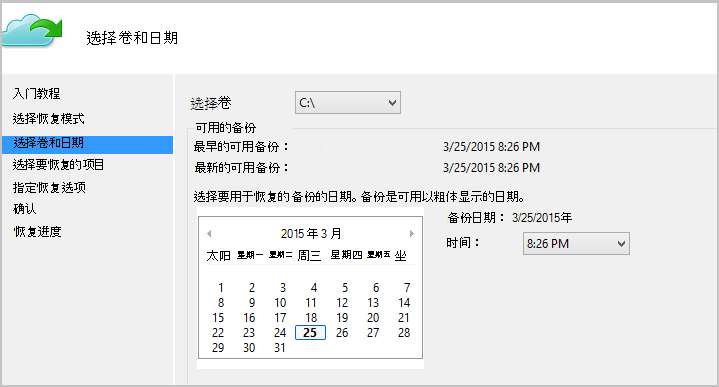 选择卷和日期
入门教程
选择恢复模式
选择卷和日期
选择要恢复的项目
指定恢复选项
确认
恢复进度
选择卷 C:\
可用的备份
最早的可用备份： 3/25/2015 8:26 PM
最新的可用备份： 3/25/2015 8:26 PM
选择要用于恢复的备份的日期。备份是可用以粗体显示的日期。
2015 年 3 月
太阳 星期一 星期二 周三 星期四 星期五 坐
1 2 3 4 5 6 7
8 9 10 11 12 13 14
15 16 17 18 19 20 21
22 23 24 25 26 27 28
29 30 31
备份日期： 3/25/2015年
时间： 8:26 PM